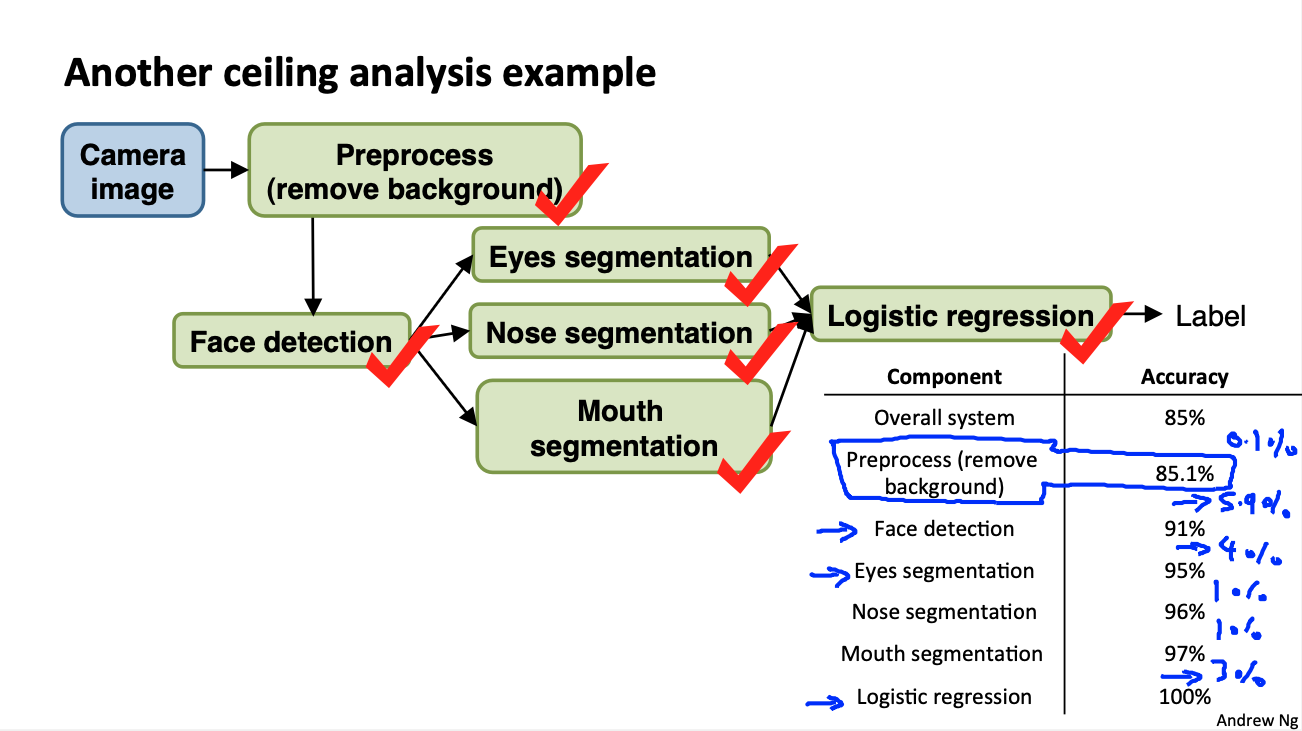 Another ceiling analysis example
Camera
image
Preprocess
(remove background)
Eyes segmentation
Face detection
Nose segmentation
Mouth
segmentation
Logistic regression
Label
Component Accuracy
Overall system 85%
0.1%
Preprocess (remove
background) 85.1%
5.9%
Face detection 91%
4%
Eyes segmentation 95%
1%
Nose segmentation 96%
1%
Mouth segmentation 97%
3%
Logistic regression 100%
Andrew Ng